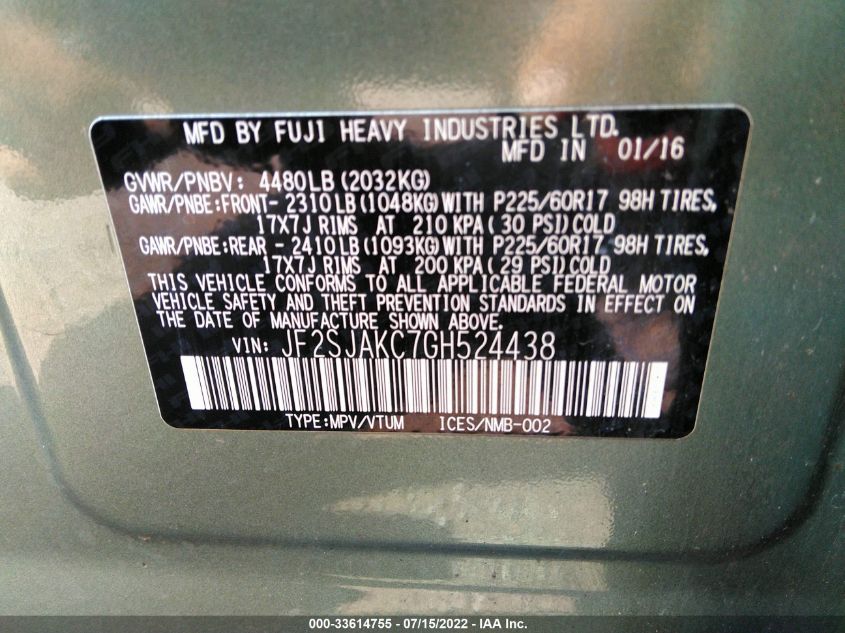 MFD BY FUJI HEAVY INDUSTRIES LTD.
MFD IN 01/16
GVWR/PNBV: 4480LB (2032KG)
GAWR/PNBE:FRONT- 2310LB (1048KG) WITH P225/60R17 98H TIRES,
17X7J RIMS AT 210 KPA ( 30 PSI) COLD
GAWR/PNBE:REAR - 2410LB (1093KG) WITH P225/60R17 98H TIRES,
17X7J RIMS AT 200 KPA ( 29 PSI) COLD
THIS VEHICLE CONFORMS TO ALL APPLICABLE FEDERAL MOTOR
VEHICLE SAFETY AND THEFT PREVENTION STANDARDS IN EFFECT ON
THE DATE OF MANUFACTURE SHOWN ABOVE.
VIN: JF2SJAKC7GH524438
TYPE:MPV/VTUM ICES/NMB-002
000-33614755 - 07/15/2022 - IAA Inc.